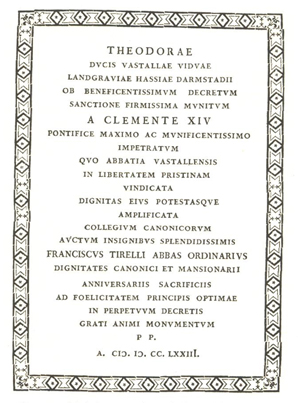 THEODORAE
DVCIS VASTALLAE VIDVAE
LANDGRAVIAE HASSIAE DARMSTADII
OB BENEFICENTISSIMVM DECRETVM
SANCTIONE FIRMISSIMA MVNITVM
A CLEMENTE XIV
PONTIFICE MAXIMO AC MVNIFICENTISSIMO
IMPETRATVM
QVO ABBATIA VASTALLENSIS
IN LIBERTATEM PRISTINAM
VINDICATA
DIGNITAS EIVS POTESTASQVE
AMPLIFICATA
COLLEGIVM CANONICORVM
AVCTVM INSIGNIBVS SPLENDIDISSIMIS
FRANCISCVS TIRELLI ABBAS ORDINARIVS
DIGNITATES CANONICI ET MANSIONARII
ANNIVERSARIIS SACRIFICIIS
AD FOELICITATEM PRINCIPIS OPTIMAE
IN PERPETVVM DECRETIS
GRATI ANIMI MONVMENTVM
P P.
A. CIↃ. IↃ. CC. LXXIII.